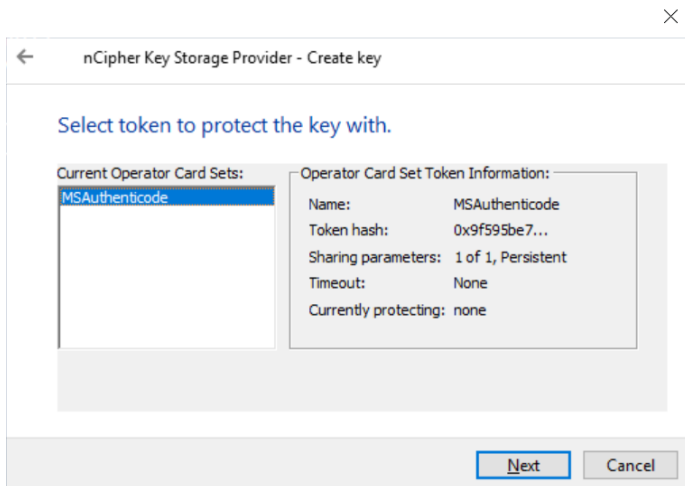 nCipher Key Storage Provider - Create key
Select token to protect the key with.
Current Operator Card Sets:
MSAuthenticode
Operator Card Set Token Information:
Name: MSAuthenticode
Token hash: 0x9f595be7...
Sharing parameters: 1 of 1, Persistent
Timeout: None
Currently protecting: none
Next Cancel